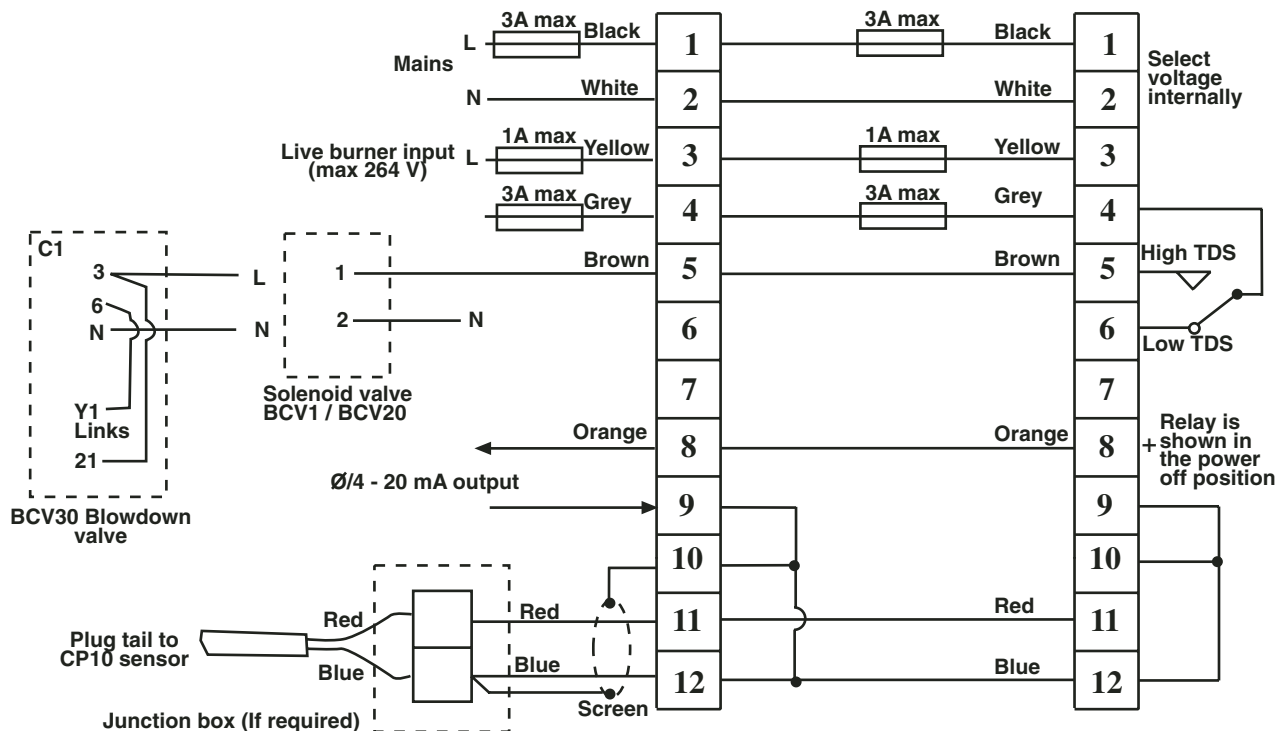 3A max
3A max
L
Black
1
Black
1
Mains
Select
voltage
internally
N
White
2
White
2
1A max
1A max
Live burner input
(max 264 V)
L
Yellow
3
Yellow
3
3A max
3A max
Grey
4
Grey
4
C1
3
L
1
Brown
5
Brown
5
High TDS
6
N
N
2
N
6
6
Low TDS
Solenoid valve
BCV1 / BCV20
7
7
Y1
Links
21
Orange
8
Orange
8
+
Relay is
shown in
the power
off position
Ø/4 - 20 mA output
9
9
BCV30 Blowdown
valve
10
10
Red
Red
11
Red
11
Plug tail to
CP10 sensor
Blue
Blue
12
Blue
12
Screen
Junction box (If required)